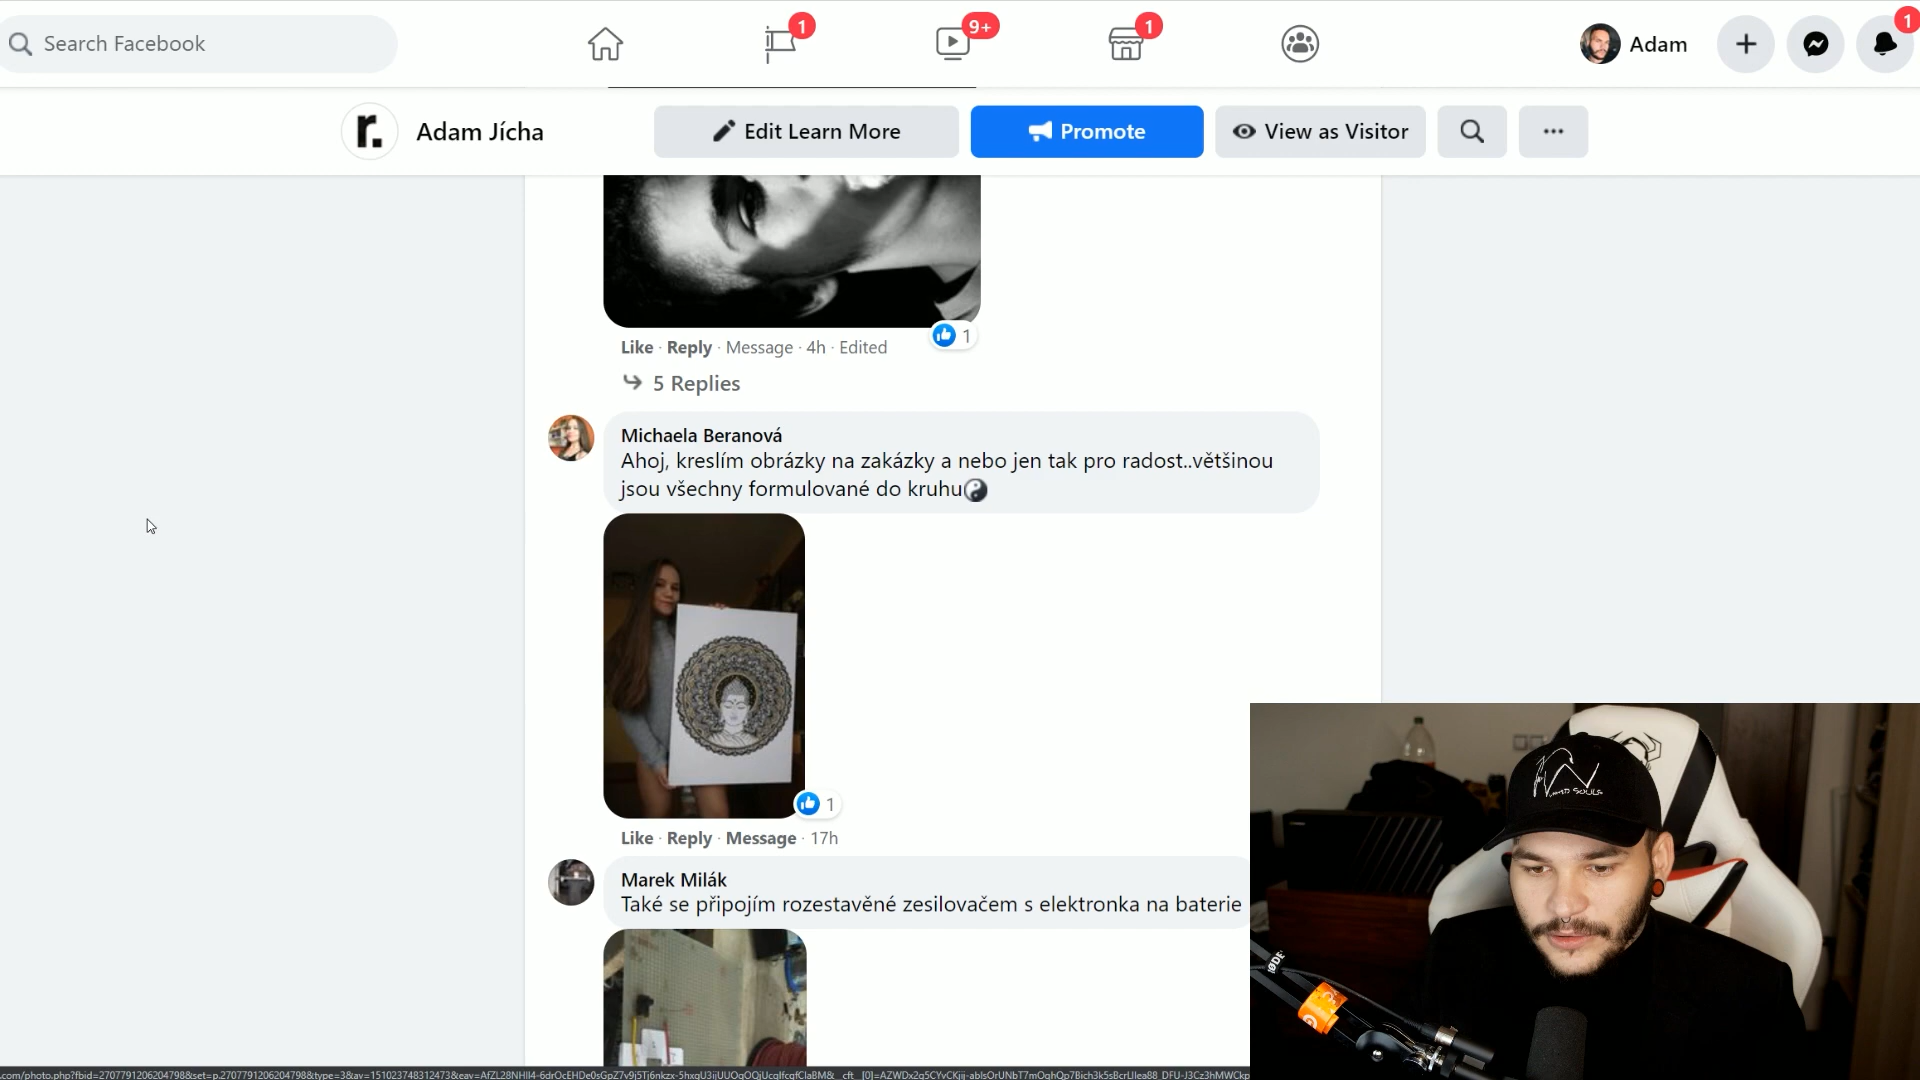 Search Facebook
1
9+
1
Adam
1
r.
Adam Jícha
Edit Learn More
Promote
View as Visitor
1
Like · Reply · Message · 4h · Edited
5 Replies
Michaela Beranová
Ahoj, kreslím obrázky na zakázky a nebo jen tak pro radost..většinou
jsou všechny formulované do kruhu
1
Like · Reply · Message · 17h
Marek Milák
Také se připojím rozestavěné zesilovačem s elektronka na baterie
RØDE
SOULS